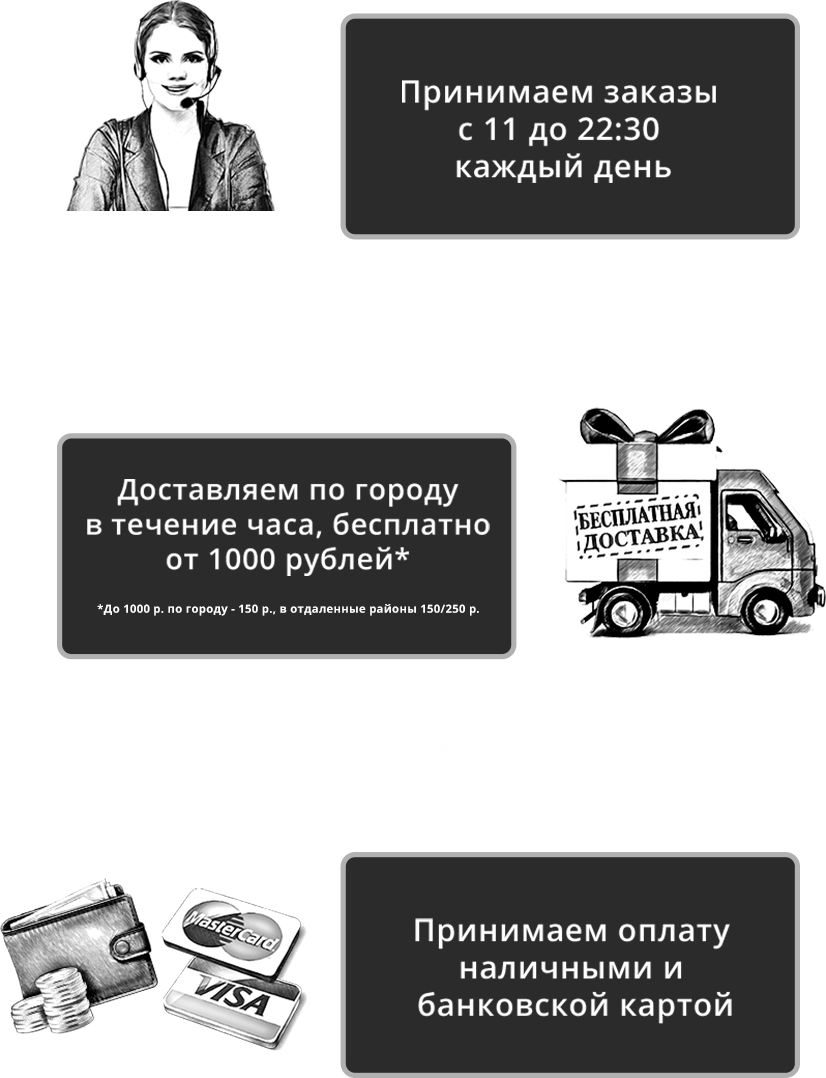 Принимаем заказы
с 11 до 22:30
каждый день
Доставляем по городу
в течение часа, бесплатно
от 1000 рублей*
*До 1000 р. по городу - 150 р., в отдаленные районы 150/250 р.
БЕСПЛАТНАЯ
ДОСТАВКА
MasterCard
VISA
Принимаем оплату
наличными и
банковской картой